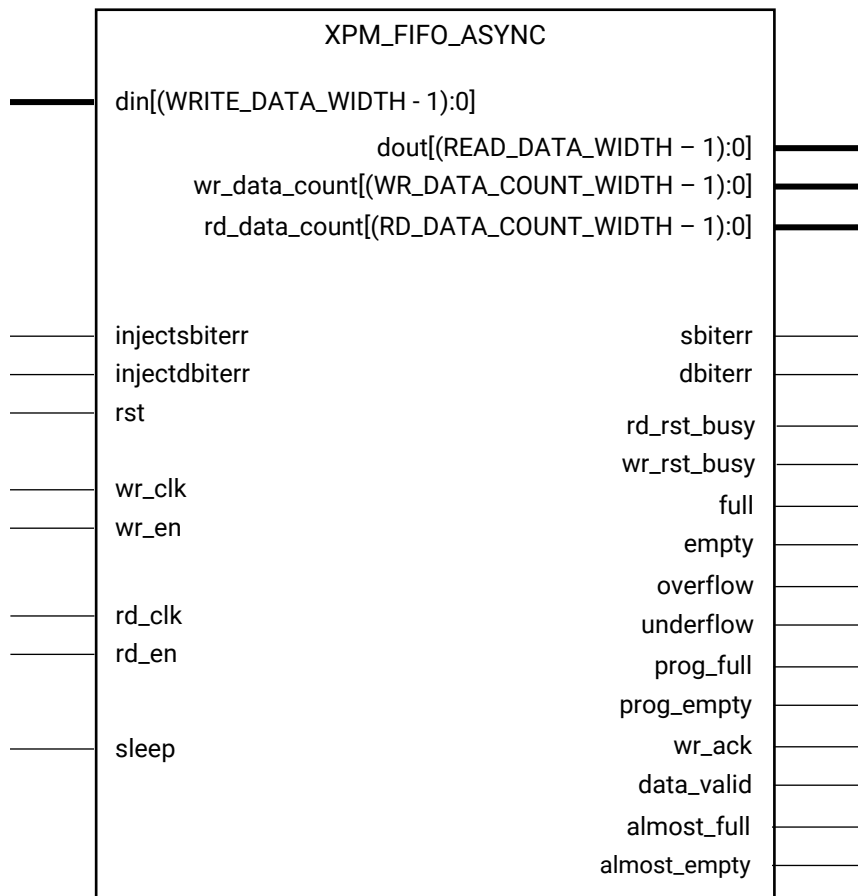 XPM_FIFO_ASYNC
din[(WRITE_DATA_WIDTH - 1):0]
dout[(READ_DATA_WIDTH – 1):0]
wr_data_count[(WR_DATA_COUNT_WIDTH – 1):0]
rd_data_count[(RD_DATA_COUNT_WIDTH – 1):0]
injectsbiterr sbiterr
injectdbiterr dbiterr
rst
rd_rst_busy
wr_rst_busy
wr_clk
full
wr_en
empty
overflow
rd_clk
underflow
rd_en
prog_full
prog_empty
sleep wr_ack
data_valid
almost_full
almost_empty